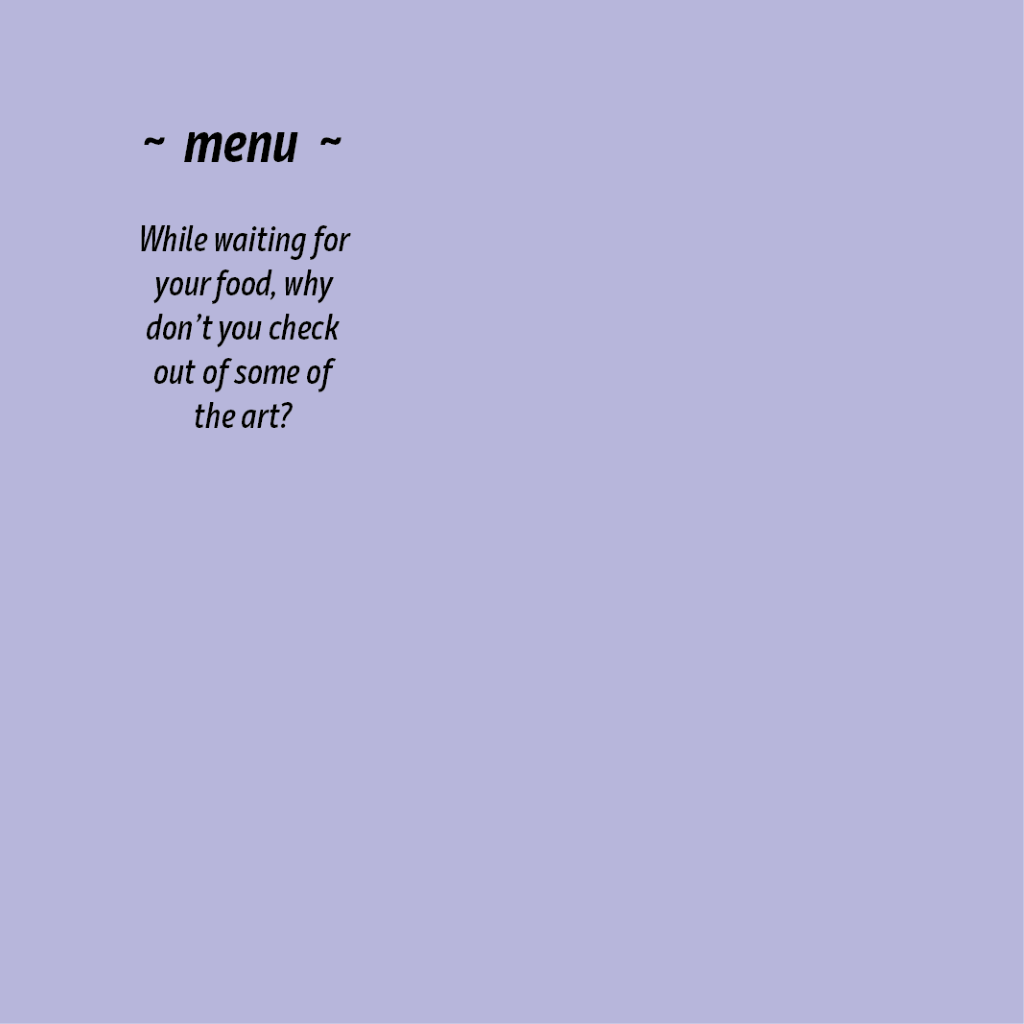 ~ menu ~
While waiting for
your food, why
don’t you check
out of some of
the art?